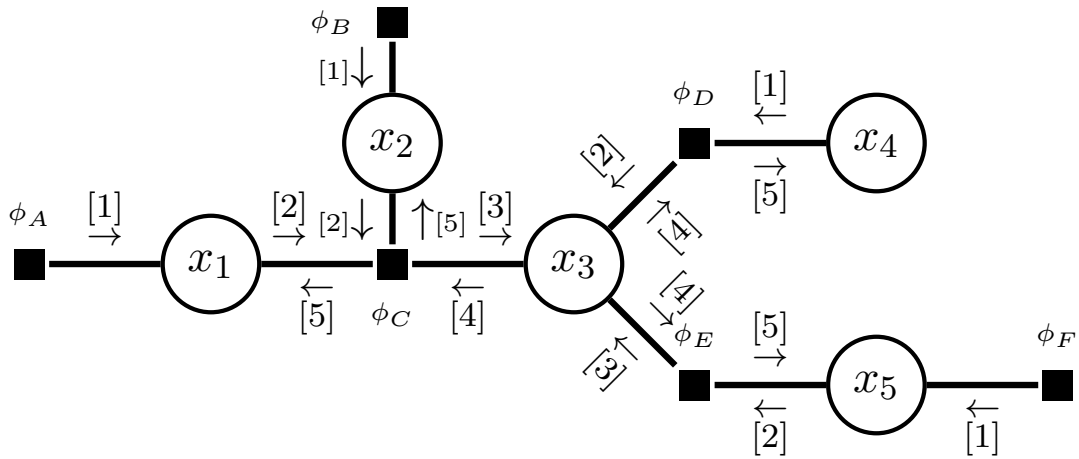 ϕ_B
[1]↓
x_2
ϕ_D
[1]
←
x_4
→
[5]
[2]
←
ϕ_A
[1]
→
[2]
→
[2]↓
↑[5]
[3]
→
→
[4]
x_1
x_3
←
[5]
ϕ_C
←
[4]
[4]
→
→
[3]
ϕ_E
[5]
→
x_5
ϕ_F
←
[2]
←
[1]